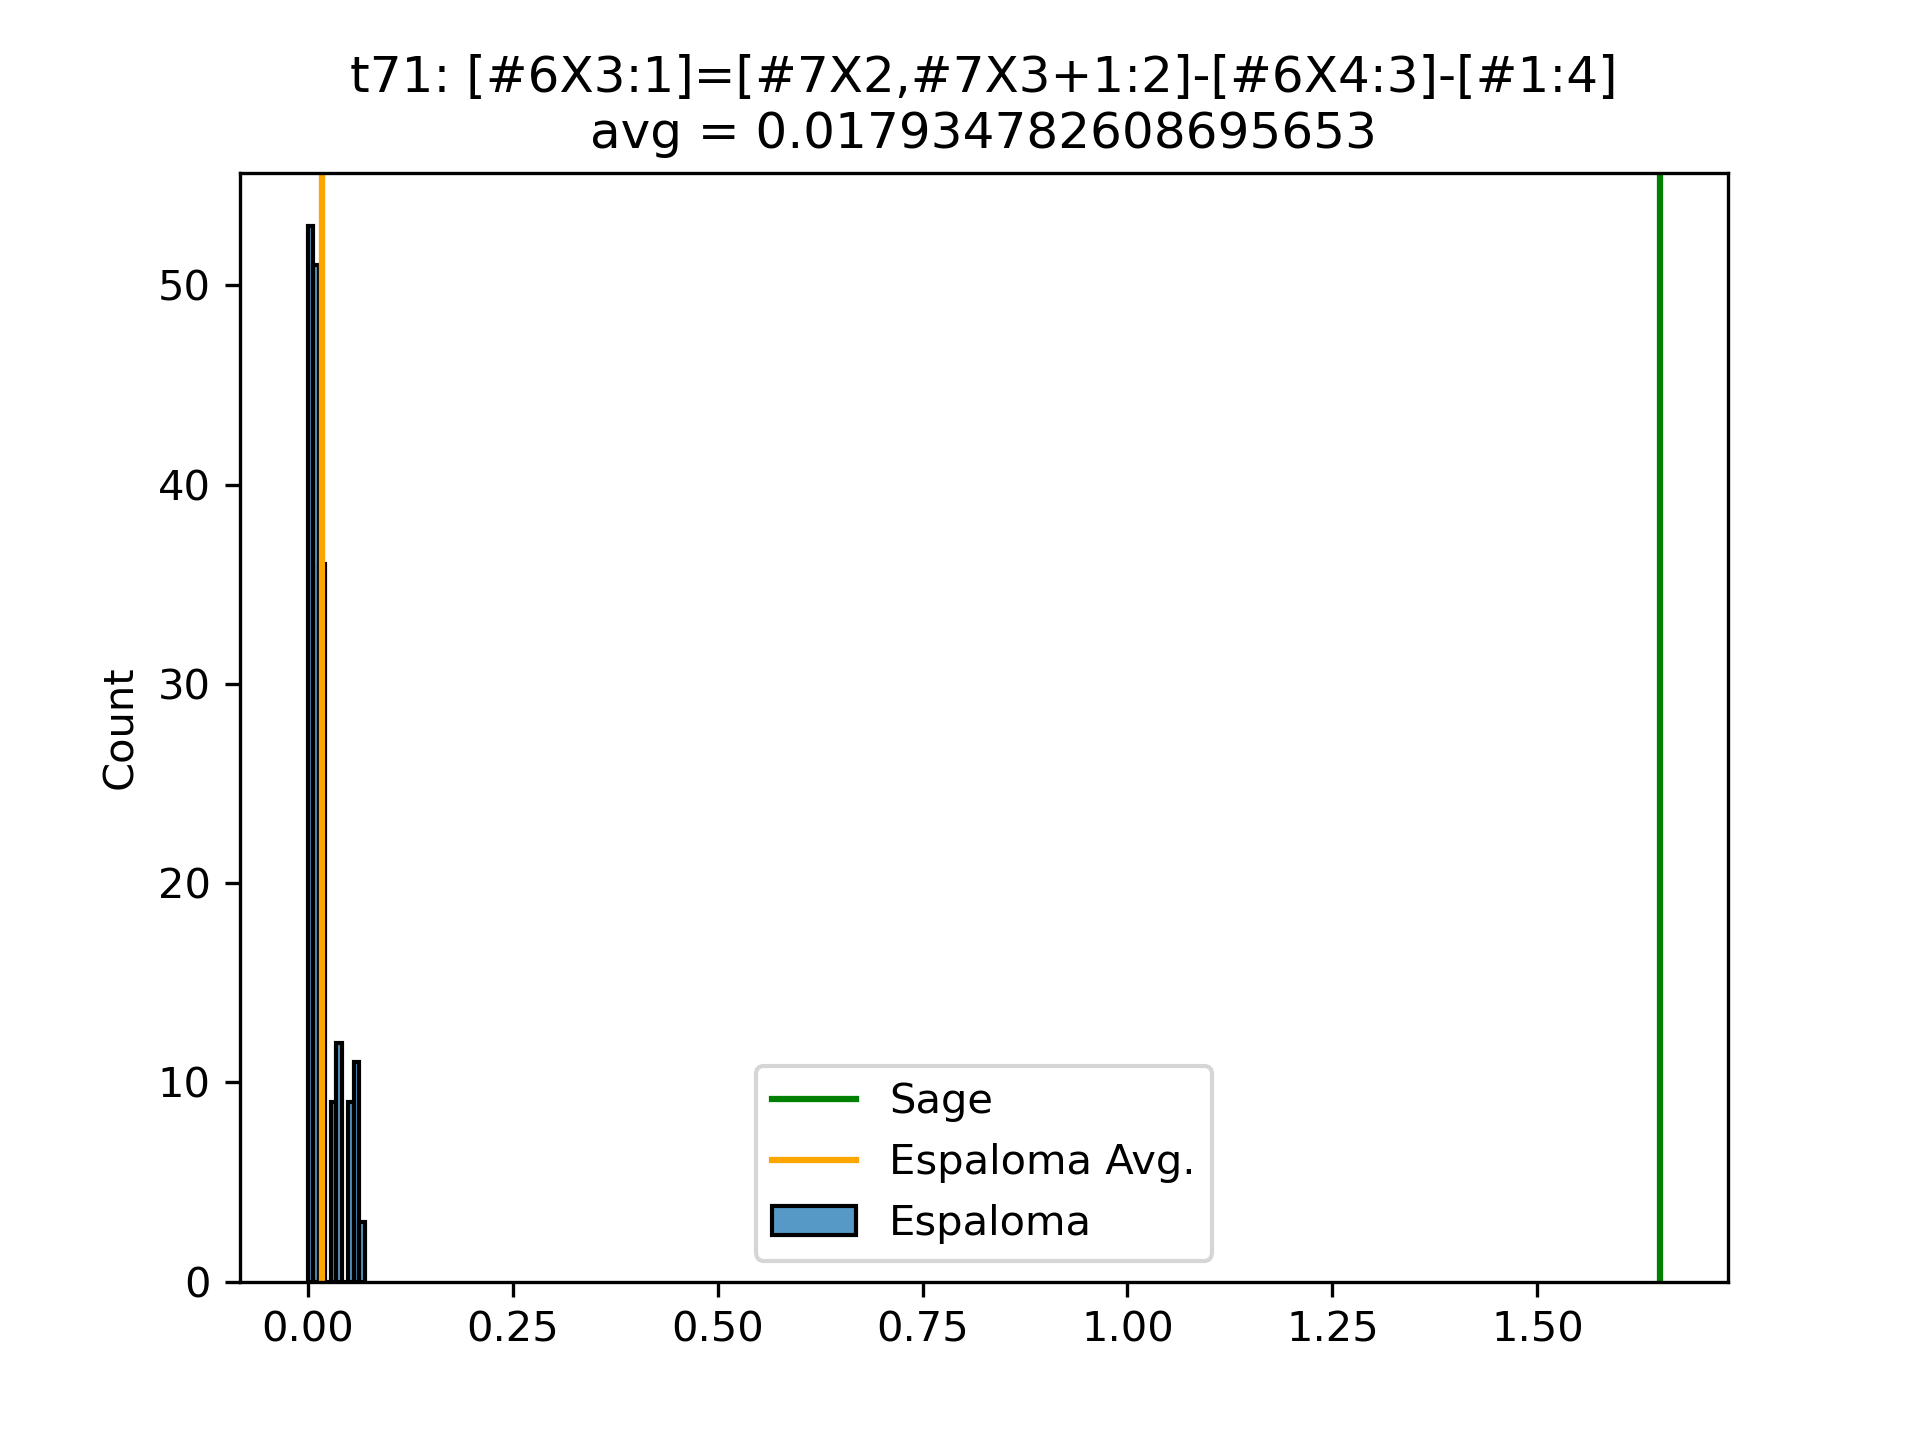 t71: [#6X3:1]=[#7X2,#7X3+1:2]-[#6X4:3]-[#1:4]
avg = 0.017934782608695653
Count
50
40
30
20
10
0
0.00 0.25 0.50 0.75 1.00 1.25 1.50
Sage
Espaloma Avg.
Espaloma